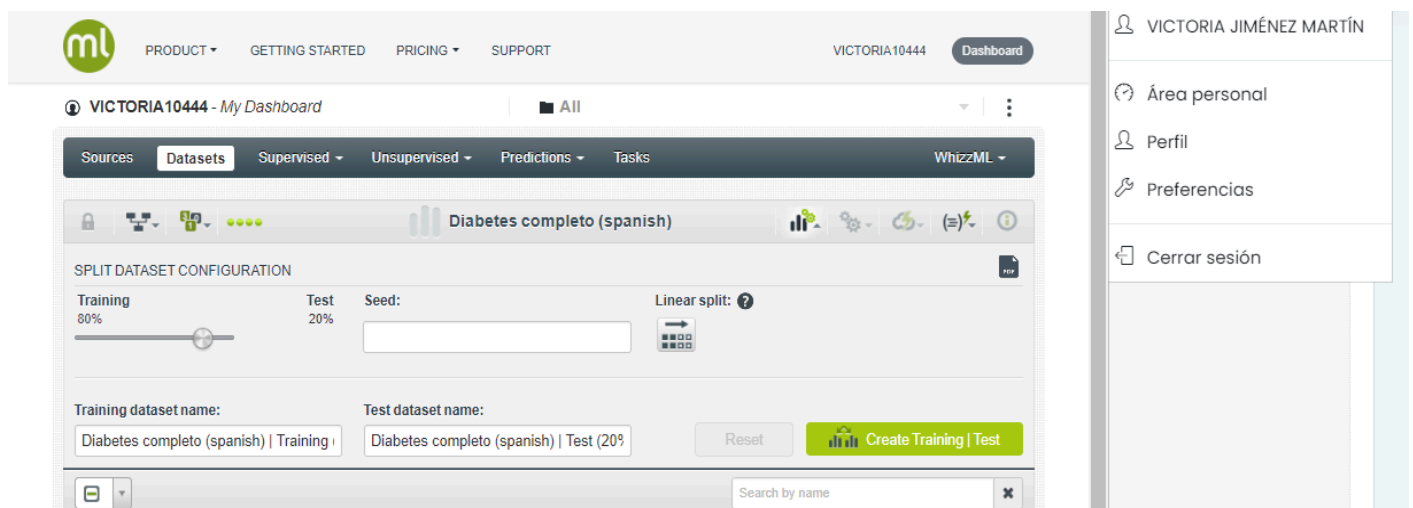 ml PRODUCT GETTING STARTED PRICING SUPPORT VICTORIA10444 Dashboard
VICTORIA10444 - My Dashboard All
Sources Datasets Supervised Unsupervised Predictions Tasks WhizzML
Diabetes completo (spanish)
SPLIT DATASET CONFIGURATION PDF
Training Test Seed: Linear split: ?
80% 20%
Training dataset name: Test dataset name:
Diabetes completo (spanish) | Training ( Diabetes completo (spanish) | Test (20% Reset Create Training | Test
Search by name
VICTORIA JIMÉNEZ MARTÍN
Área personal
Perfil
Preferencias
Cerrar sesión